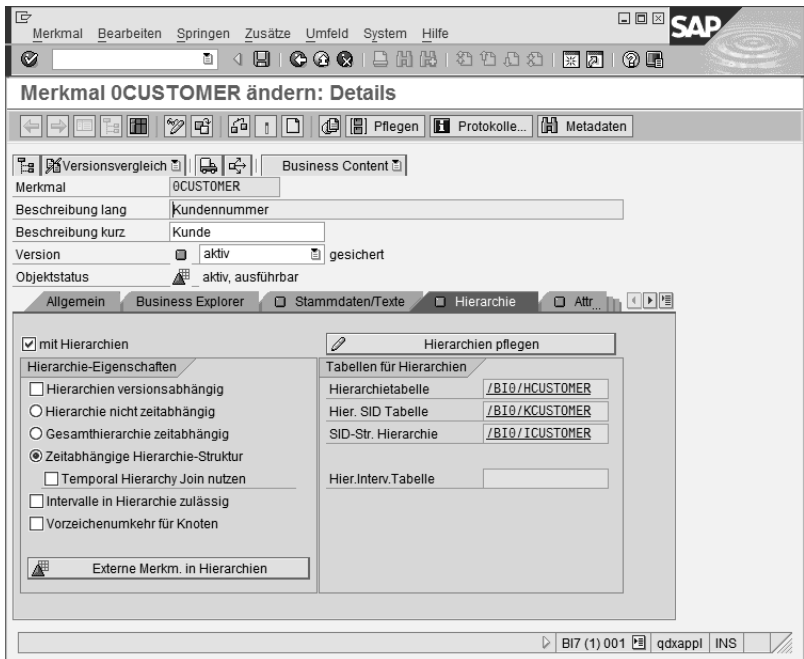 Merkmal Bearbeiten Springen Zusätze Umfeld System Hilfe
SAP
Merkmal 0CUSTOMER ändern: Details
Pflegen Protokolle... Metadaten
Versionsvergleich Business Content
Merkmal 0CUSTOMER
Beschreibung lang Kundennummer
Beschreibung kurz Kunde
Version aktiv gesichert
Objektstatus aktiv, ausführbar
Allgemein Business Explorer Stammdaten/Texte Hierarchie Attr...
mit Hierarchien Hierarchien pflegen
Hierarchie-Eigenschaften Tabellen für Hierarchien
Hierarchien versionsabhängig Hierarchietabelle /BI0/HCUSTOMER
Hierarchie nicht zeitabhängig Hier. SID Tabelle /BI0/KCUSTOMER
Gesamthierarchie zeitabhängig SID-Str. Hierarchie /BI0/ICUSTOMER
Zeitabhängige Hierarchie-Struktur
Temporal Hierarchy Join nutzen Hier.Interv.Tabelle
Intervalle in Hierarchie zulässig
Vorzeichenumkehr für Knoten
Externe Merkm. in Hierarchien
BI7 (1) 001 qdxappl INS